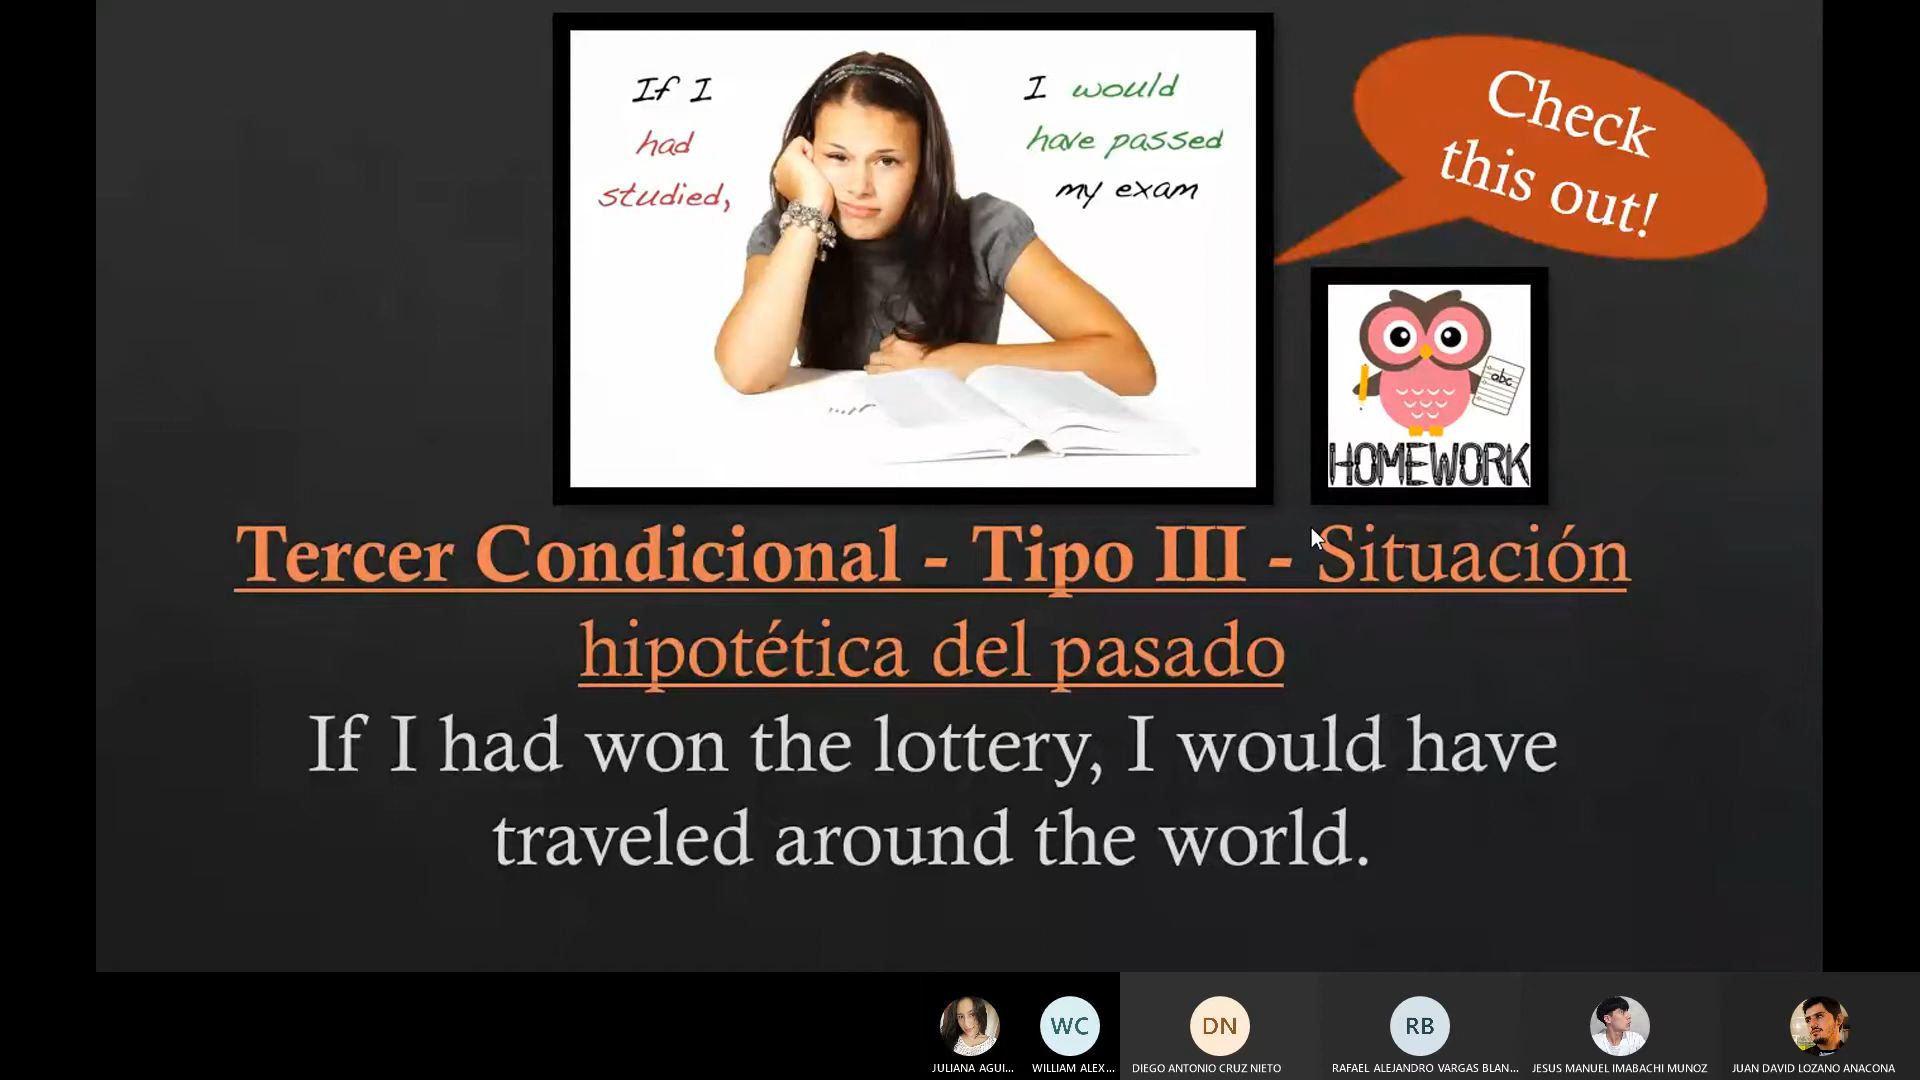 If I
had
studied,
I would
have passed
my exam
Check
this out!
abc
HOMEWORK
Tercer Condicional - Tipo III - Situación
hipotética del pasado
If I had won the lottery, I would have
traveled around the world.
WC
DN
RB
JULIANA AGUI...
WILLIAM ALEX...
DIEGO ANTONIO CRUZ NIETO
RAFAEL ALEJANDRO VARGAS BLAN...
JESUS MANUEL IMABACHI MUNOZ
JUAN DAVID LOZANO ANACONA